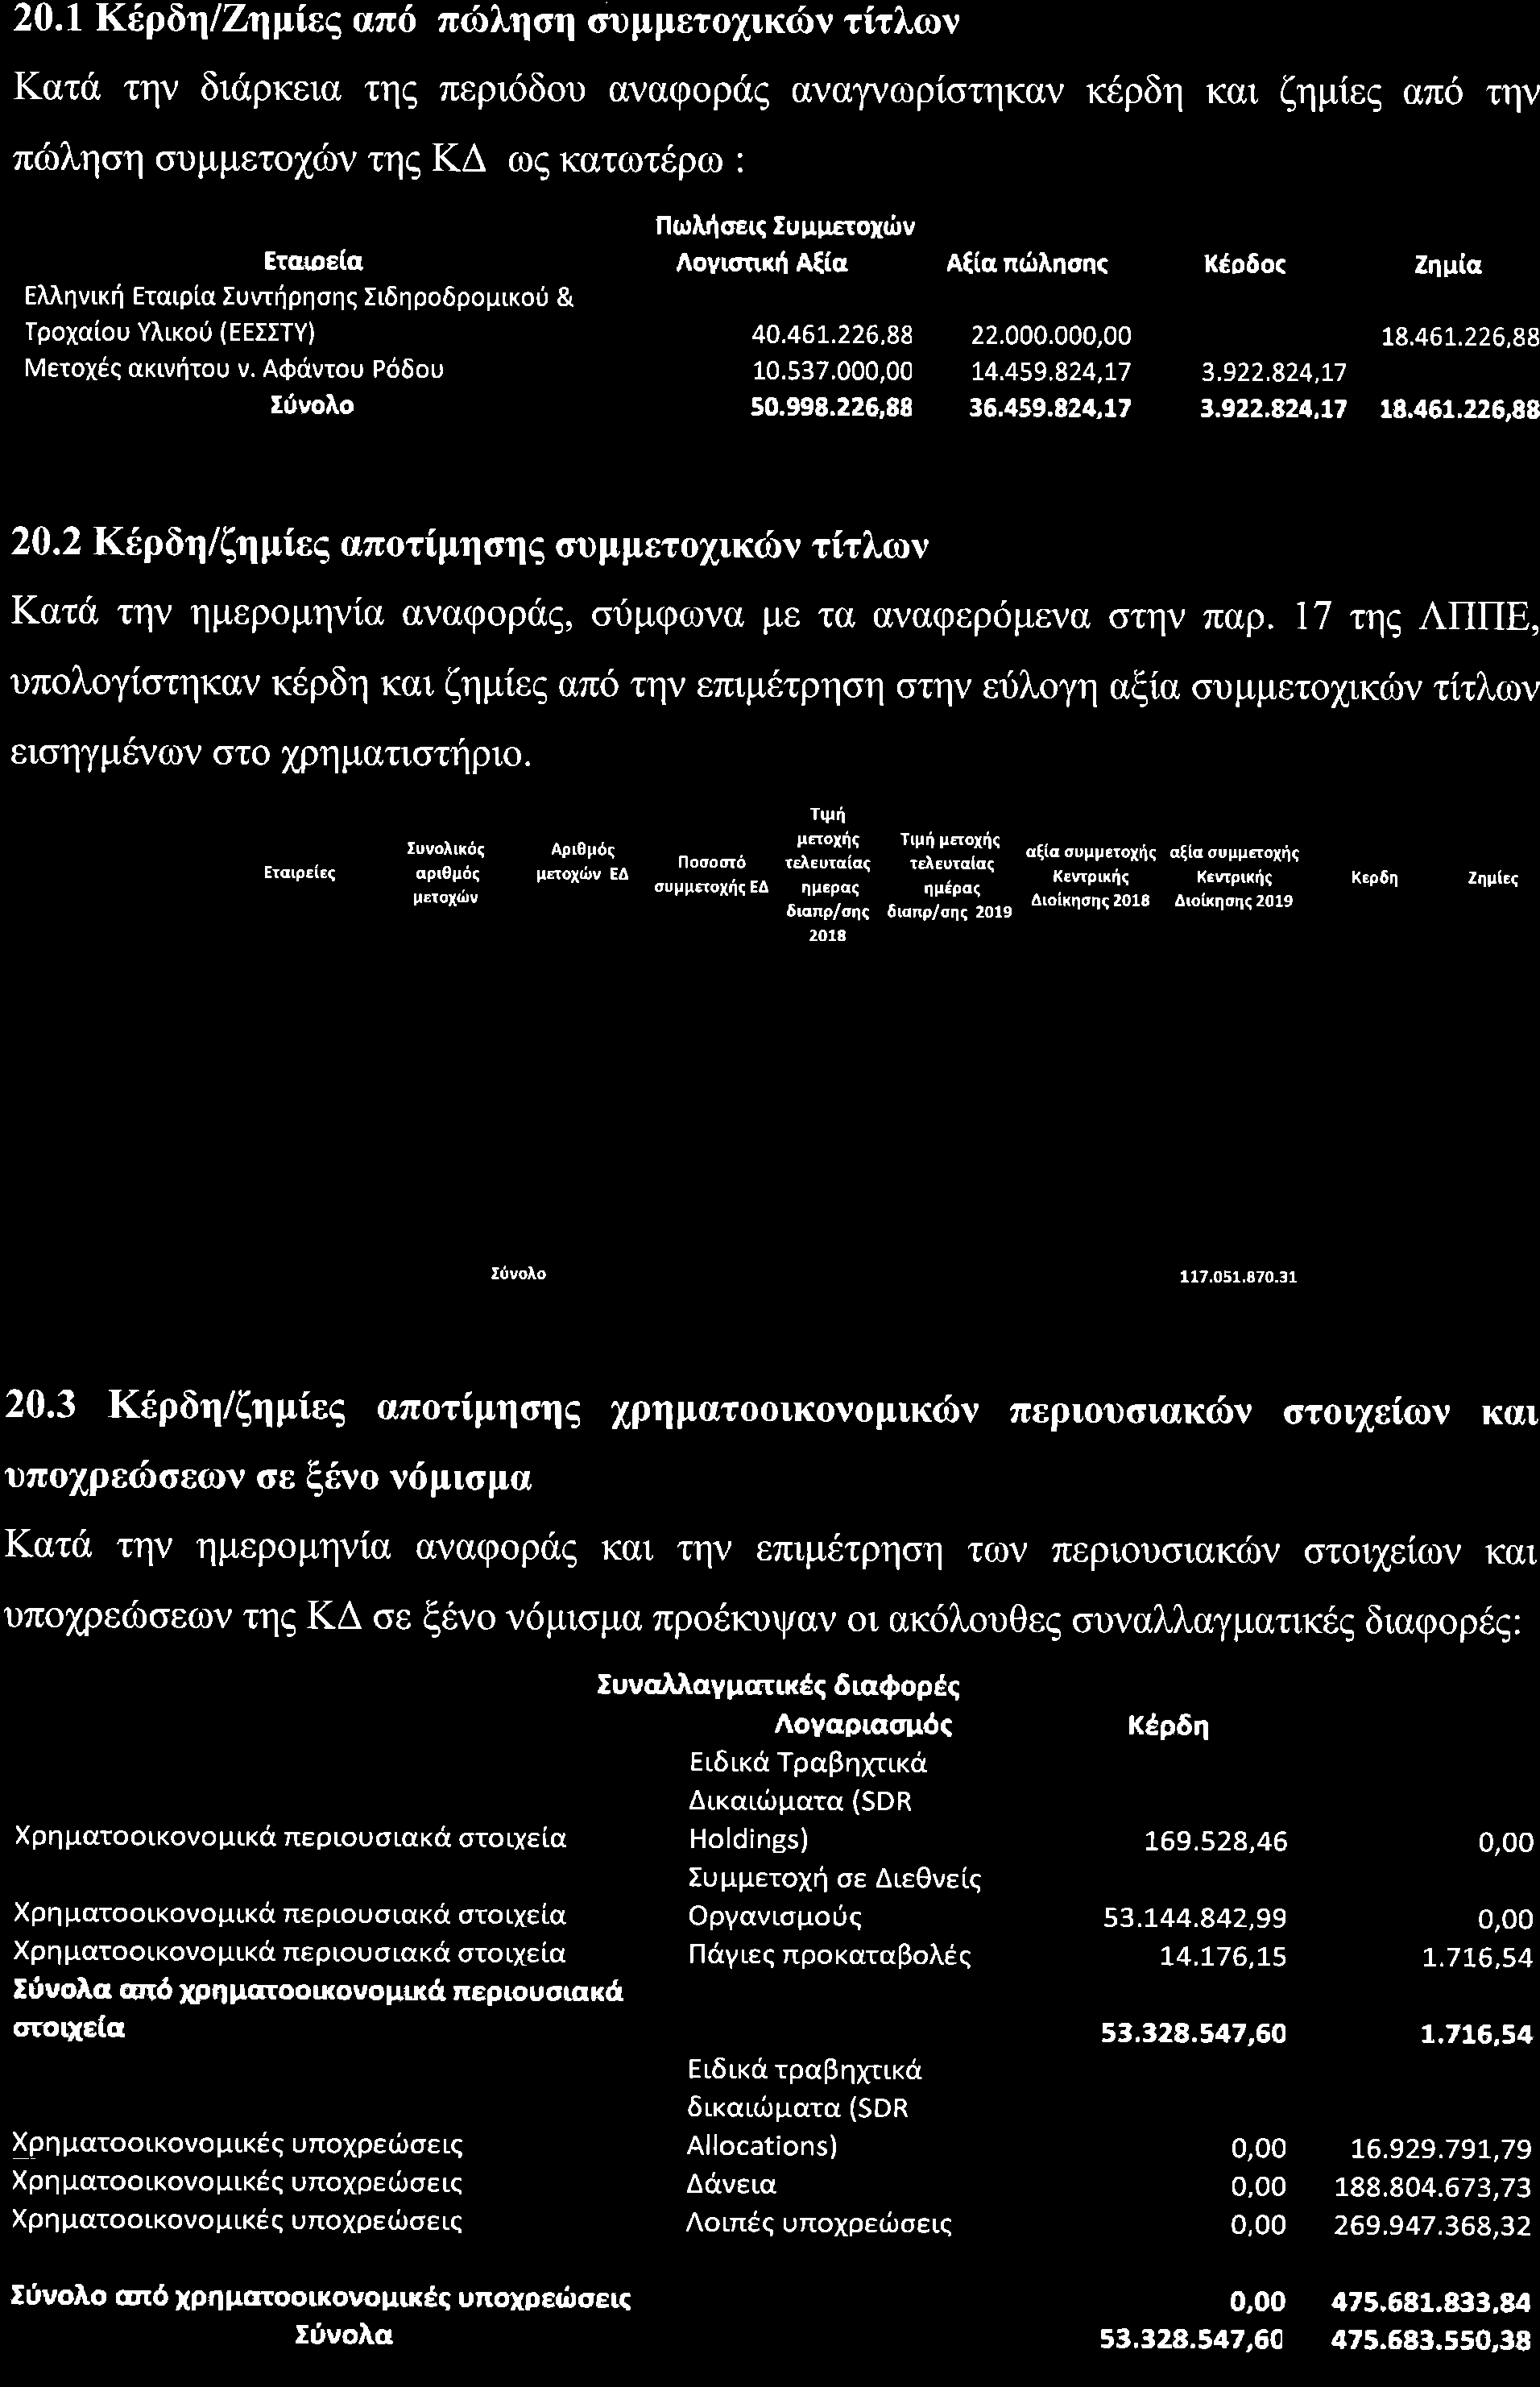 20.1 Κέρδη/Ζημίες από πώληση συμμετοχικών τίτλων
Κατά την διάρκεια της περιόδου αναφοράς αναγνωρίστηκαν κέρδη και ζημίες από την
πώληση συμμετοχών της ΚΔ ως κατωτέρω :
Πωλήσεις Συμμετοχών
Εταιρεία Λογιστική Αξία Αξία πώλησης Κέρδος Ζημία
Ελληνική Εταιρία Συντήρησης Σιδηροδρομικού &
Τροχαίου Υλικού (ΕΕΣΣΤΥ) 40.461.226,88 22.000.000,00 18.461.226,88
Μετοχές ακινήτου ν. Αφάντου Ρόδου 10.537.000,00 14.459.824,17 3.922.824,17
Σύνολο 50.998.226,88 36.459.824,17 3.922.824,17 18.461.226,88
20.2 Κέρδη/ζημίες αποτίμησης συμμετοχικών τίτλων
Κατά την ημερομηνία αναφοράς, σύμφωνα με τα αναφερόμενα στην παρ. 17 της ΛΠΠΕ,
υπολογίστηκαν κέρδη και ζημίες από την επιμέτρηση στην εύλογη αξία συμμετοχικών τίτλων
εισηγμένων στο χρηματιστήριο.
Τιμή
μετοχής Τιμή μετοχής
Συνολικός Αριθμός Ποσοστό τελευταίας τελευταίας αξία συμμετοχής αξία συμμετοχής
Εταιρείες αριθμός μετοχών ΕΔ συμμετοχής ΕΔ ημερας ημέρας Κεντρικής Κεντρικής Κερδη Ζημίες
μετοχών διαπρ/σης διαπρ/σης 2019 Διοίκησης 2018 Διοίκησης 2019
2018
Σύνολο 117.051.870.31
20.3 Κέρδη/ζημίες αποτίμησης χρηματοοικονομικών περιουσιακών στοιχείων και
υποχρεώσεων σε ξένο νόμισμα
Κατά την ημερομηνία αναφοράς και την επιμέτρηση των περιουσιακών στοιχείων και
υποχρεώσεων της ΚΔ σε ξένο νόμισμα προέκυψαν οι ακόλουθες συναλλαγματικές διαφορές:
Συναλλαγματικές διαφορές
Λογαριασμός Κέρδη
Ειδικά Τραβηχτικά
Δικαιώματα (SDR
Χρηματοοικονομικά περιουσιακά στοιχεία Holdings) 169.528,46 0,00
Συμμετοχή σε Διεθνείς
Χρηματοοικονομικά περιουσιακά στοιχεία Οργανισμούς 53.144.842,99 0,00
Χρηματοοικονομικά περιουσιακά στοιχεία Πάγιες προκαταβολές 14.176,15 1.716,54
Σύνολα από χρηματοοικονομικά περιουσιακά
στοιχεία 53.328.547,60 1.716,54
Ειδικά τραβηχτικά
δικαιώματα (SDR
Χρηματοοικονομικές υποχρεώσεις Allocations) 0,00 16.929.791,79
Χρηματοοικονομικές υποχρεώσεις Δάνεια 0,00 188.804.673,73
Χρηματοοικονομικές υποχρεώσεις Λοιπές υποχρεώσεις 0,00 269.947.368,32
Σύνολο από χρηματοοικονομικές υποχρεώσεις 0,00 475.681.833,84
Σύνολα 53.328.547,60 475.683.550,38